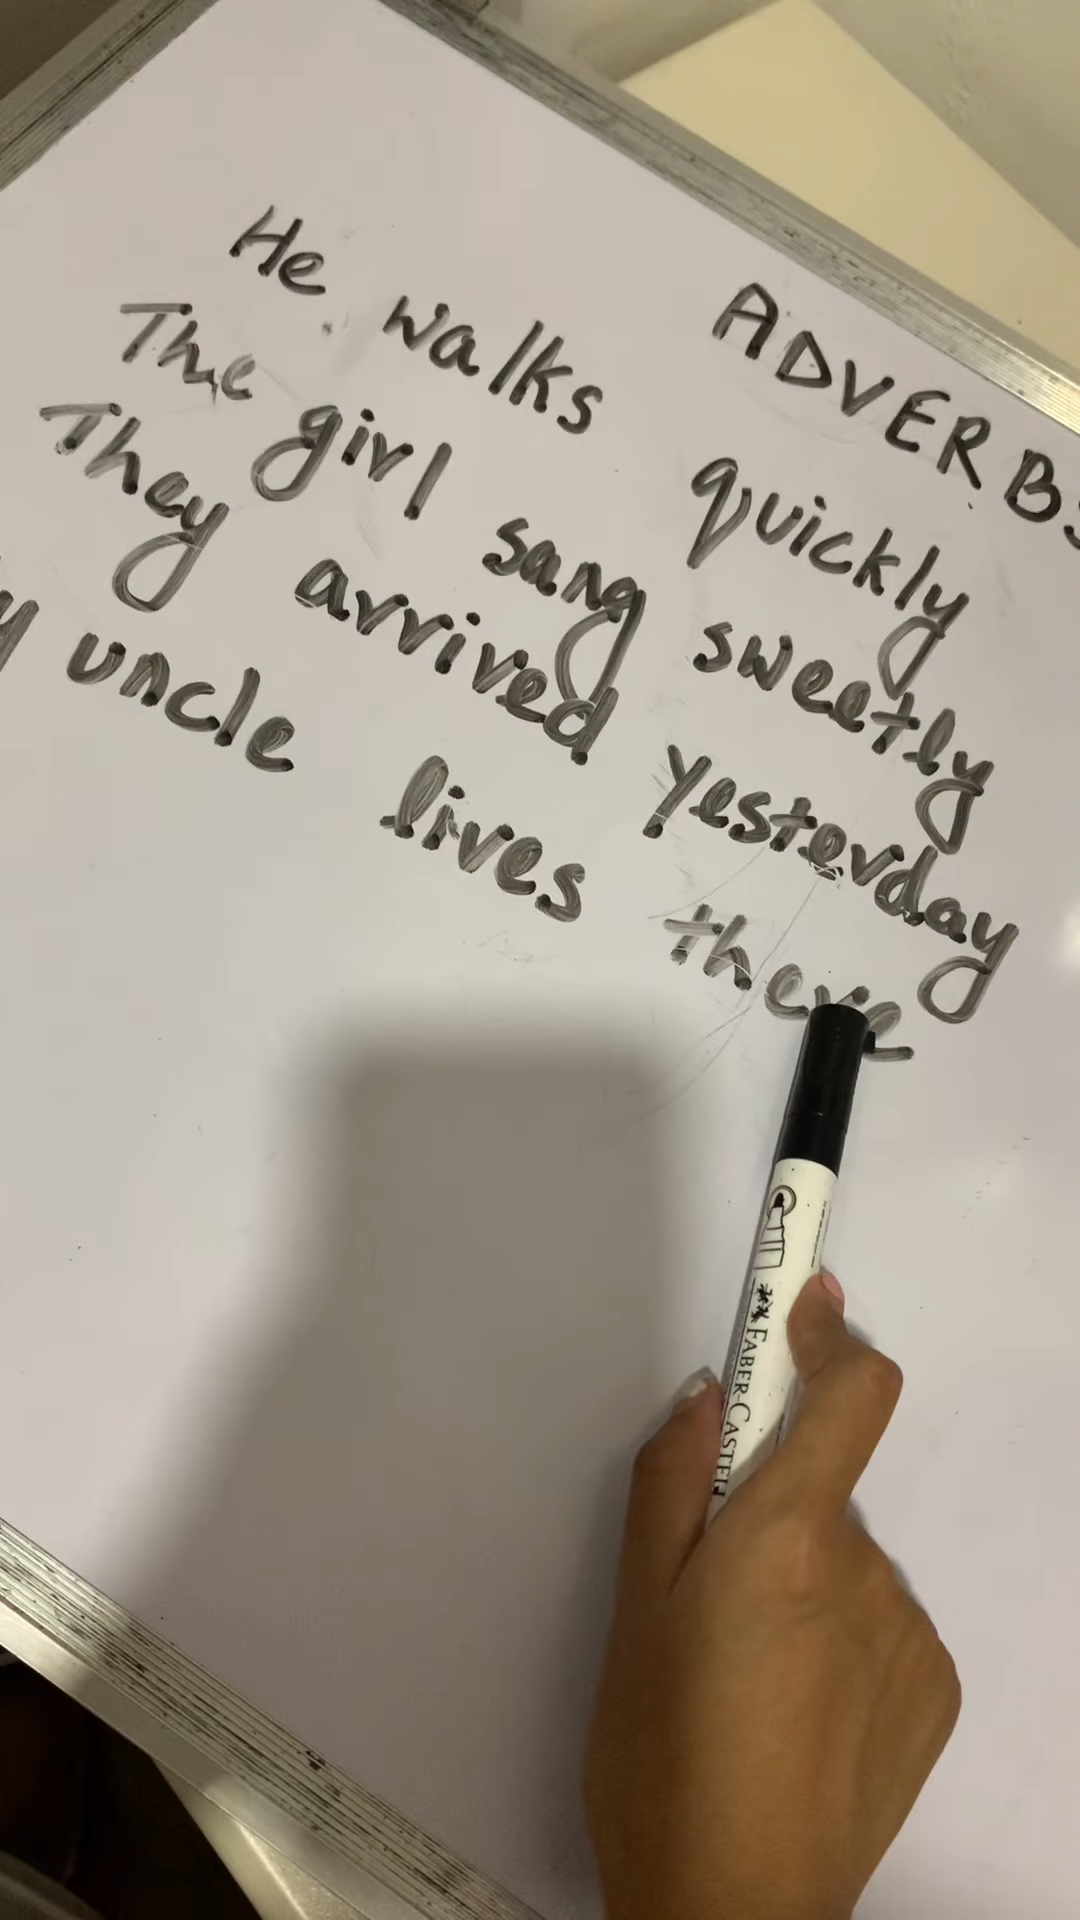 ADVERBS
He walks quickly
The girl sang sweetly
They arrived yesterday
y uncle lives there
FABER-CASTELL